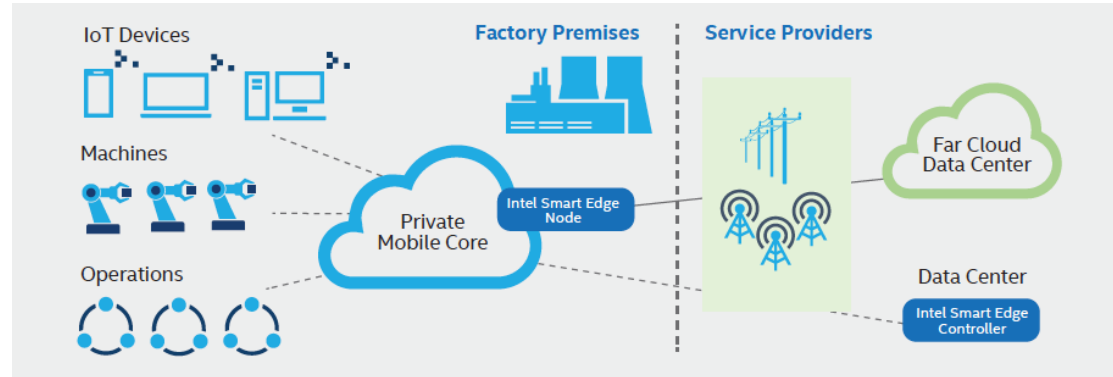 IoT Devices
Factory Premises
Service Providers
Machines
Far Cloud
Data Center
Intel Smart Edge
Node
Private
Mobile Core
Operations
Data Center
Intel Smart Edge
Controller